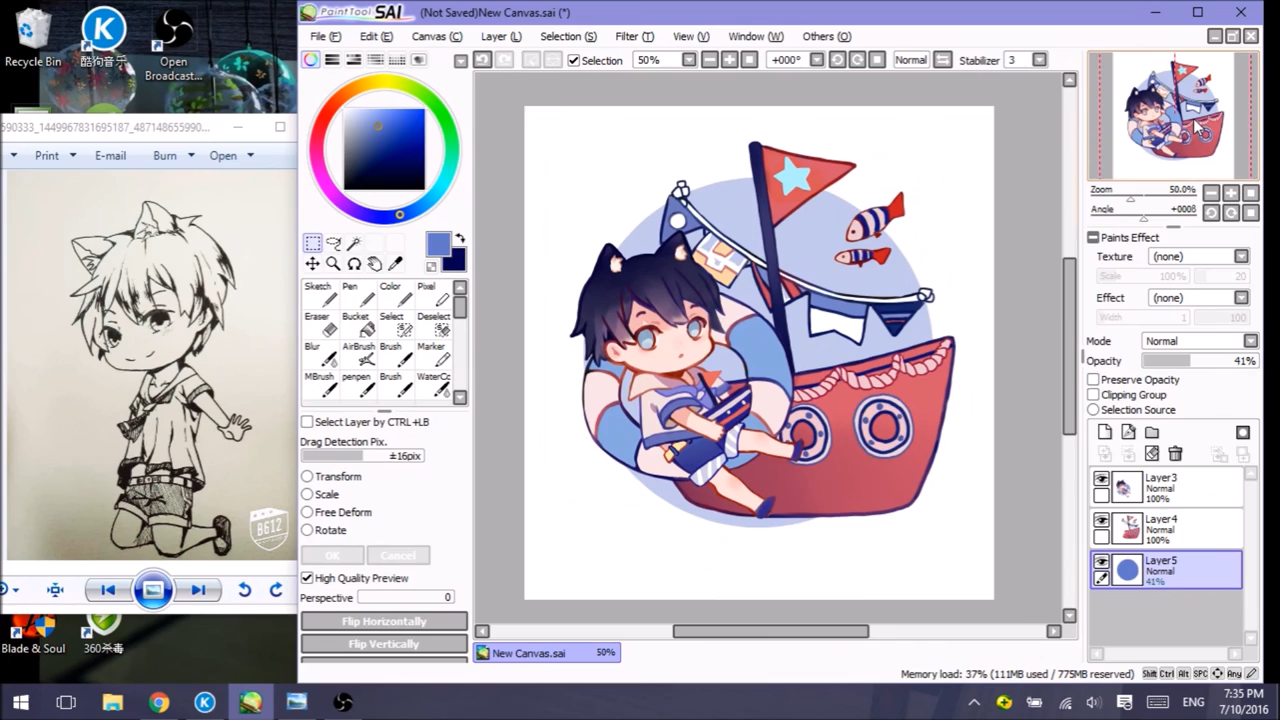 Recycle Bin
酷狗音乐
Open
Broadcast...
Blade & Soul
360杀毒
590333_1449967831695187_487148655990...
Print
E-mail
Burn
Open
B612
PaintTool SAI
(Not Saved)New Canvas.sai (*)
File (F)
Edit (E)
Canvas (C)
Layer (L)
Selection (S)
Filter (T)
View (V)
Window (W)
Others (O)
Selection
50%
+000°
Normal
Stabilizer
3
Sketch
Pen
Color
Pixel
Eraser
Bucket
Select
Deselect
Blur
AirBrush
Brush
Marker
MBrush
penpen
Brush
WaterCc
Select Layer by CTRL+LB
Drag Detection Pix.
±16pix
Transform
Scale
Free Deform
Rotate
OK
Cancel
High Quality Preview
Perspective
0
Flip Horizontally
Flip Vertically
New Canvas.sai
50%
Zoom
50.0%
Angle
+000ß
Paints Effect
Texture
(none)
Scale
100%
20
Effect
(none)
Width
1
100
Mode
Normal
Opacity
41%
Preserve Opacity
Clipping Group
Selection Source
Layer3
Normal
100%
Layer4
Normal
100%
Layer5
Normal
41%
Memory load: 37% (111MB used / 775MB reserved)
Shift
Ctrl
Alt
SPC
Any
ENG
7:35 PM
7/10/2016